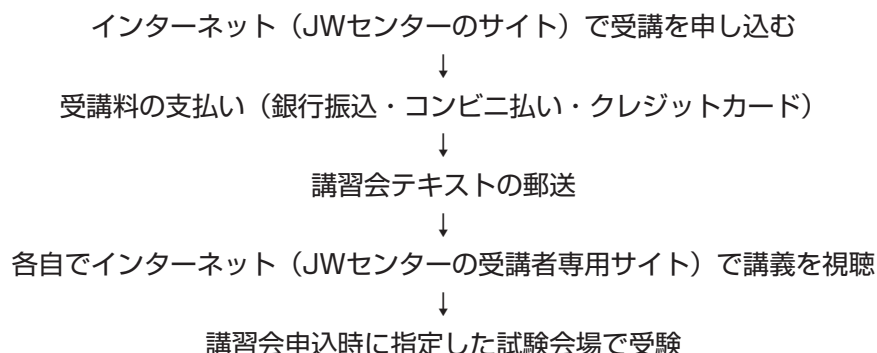 インターネット（JWセンターのサイト）で受講を申し込む
↓
受講料の支払い（銀行振込・コンビニ払い・クレジットカード）
↓
講習会テキストの郵送
↓
各自でインターネット（JWセンターの受講者専用サイト）で講義を視聴
↓
講習会申込時に指定した試験会場で受験